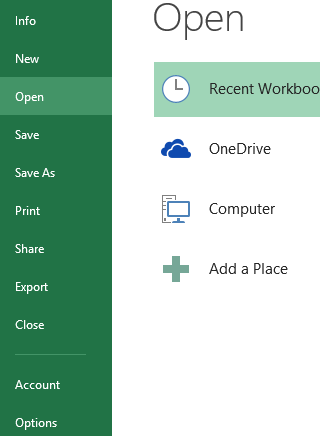 Info
New
Open
Save
Save As
Print
Share
Export
Close
Account
Options
Open
Recent Workboo
OneDrive
Computer
Add a Place